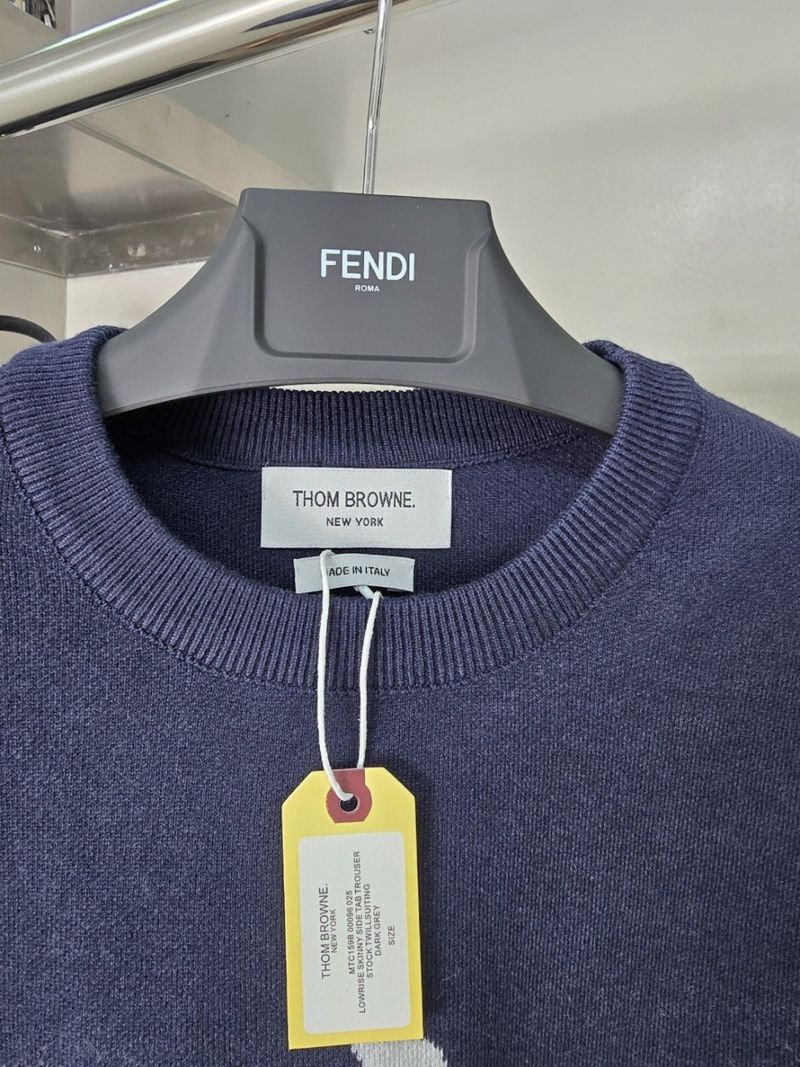 FENDI
ROMA
THOM BROWNE.
NEW YORK
ADE IN ITALY
THOM BROWNE.
NEW YORK
MTC159B 00096 025
LOWRISE SKINNY SIDE TAB TROUSER
STOCK TWILLSUITING
DARK GREY
SIZE